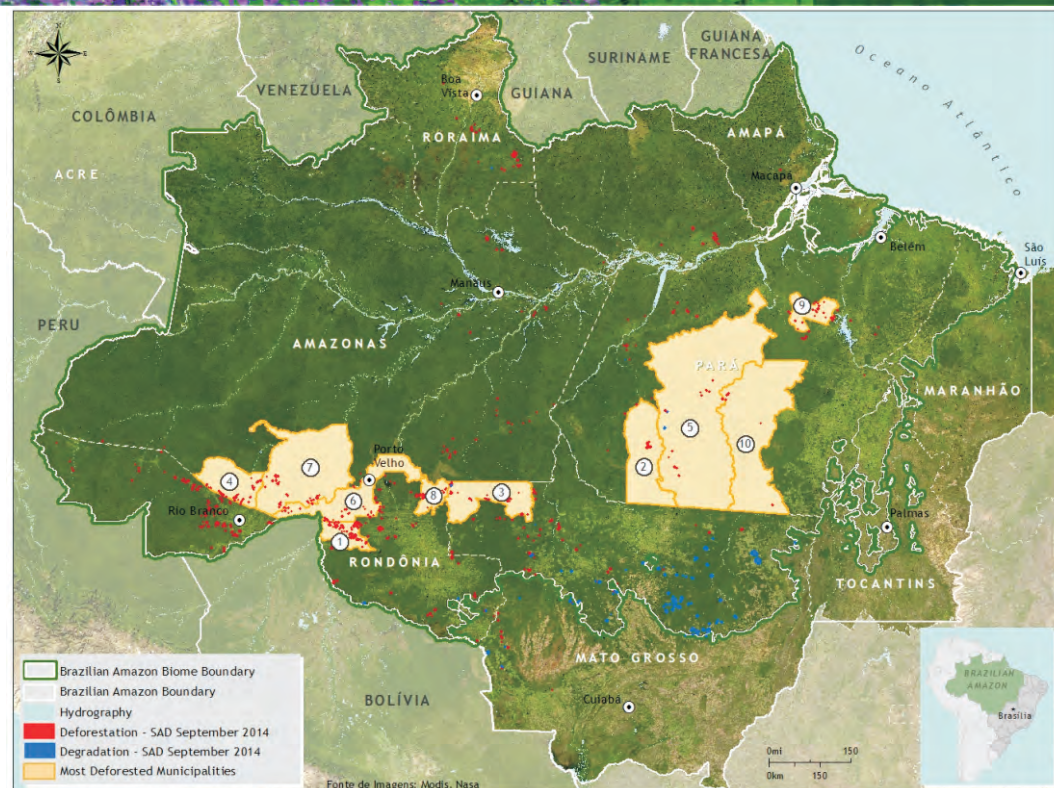 N
W
E
S
COLÔMBIA
VENEZUELA
Boa
Vista
GUIANA
SURINAME
GUIANA
FRANCESA
Oceano Atlântico
RORAIMA
AMAPÁ
ACRE
Macapá
Belém
São
Luís
Manaus
PERU
AMAZONAS
9
PARÁ
MARANHÃO
5
10
2
Porto
Velho
7
4
3
8
6
Rio Branco
1
RONDÔNIA
Palmas
TOCANTINS
MATO GROSSO
BOLÍVIA
Cuiabá
Brazilian Amazon Biome Boundary
Brazilian Amazon Boundary
Hydrography
Deforestation - SAD September 2014
Degradation - SAD September 2014
Most Deforested Municipalities
Fonte de Imagens: Modis, Nasa
0mi 150
0km 150
BRAZILIAN
AMAZON
Brasília